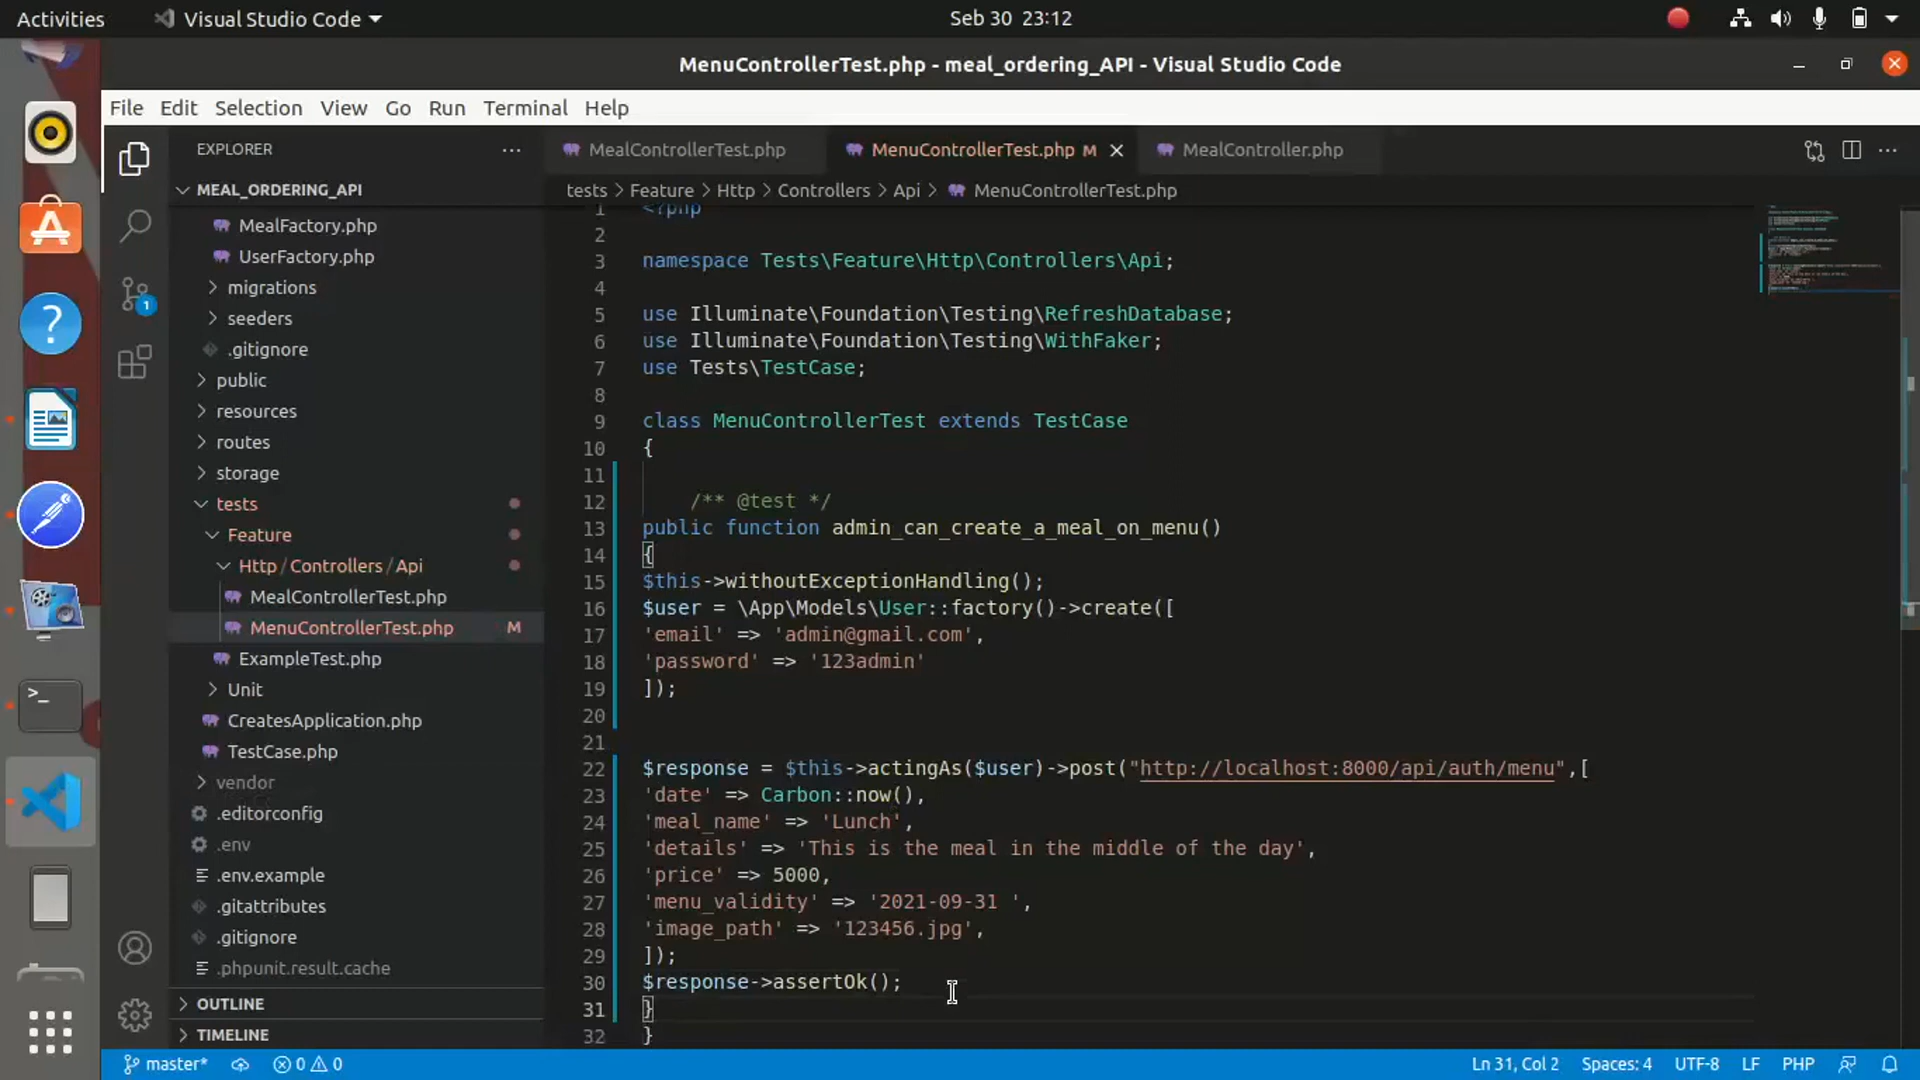 Activities
Visual Studio Code
Seb 30 23:12
MenuControllerTest.php - meal_ordering_API - Visual Studio Code
File Edit Selection View Go Run Terminal Help
EXPLORER
MealControllerTest.php
MenuControllerTest.php M
MealController.php
MEAL_ORDERING_API
tests > Feature > Http > Controllers > Api > MenuControllerTest.php
MealFactory.php
UserFactory.php
migrations
seeders
.gitignore
public
resources
routes
storage
tests
Feature
Http / Controllers / Api
MealControllerTest.php
MenuControllerTest.php M
ExampleTest.php
Unit
CreatesApplication.php
TestCase.php
vendor
.editorconfig
.env
.env.example
.gitattributes
.gitignore
.phpunit.result.cache
OUTLINE
TIMELINE
1
1 <?php
2
3 namespace Tests\Feature\Http\Controllers\Api;
4
5 use Illuminate\Foundation\Testing\RefreshDatabase;
6 use Illuminate\Foundation\Testing\WithFaker;
7 use Tests\TestCase;
8
9 class MenuControllerTest extends TestCase
10 {
11
12 /** @test */
13 public function admin_can_create_a_meal_on_menu()
14 {
15 $this->withoutExceptionHandling();
16 $user = \App\Models\User::factory()->create([
17 'email' => 'admin@gmail.com',
18 'password' => '123admin'
19 ]);
20
21
22 $response = $this->actingAs($user)->post("http://localhost:8000/api/auth/menu",[
23 'date' => Carbon::now(),
24 'meal_name' => 'Lunch',
25 'details' => 'This is the meal in the middle of the day',
26 'price' => 5000,
27 'menu_validity' => '2021-09-31 ',
28 'image_path' => '123456.jpg',
29 ]);
30 $response->assertOk();
31 }
32 }
master*
0 0
Ln 31, Col 2
Spaces: 4
UTF-8
LF
PHP